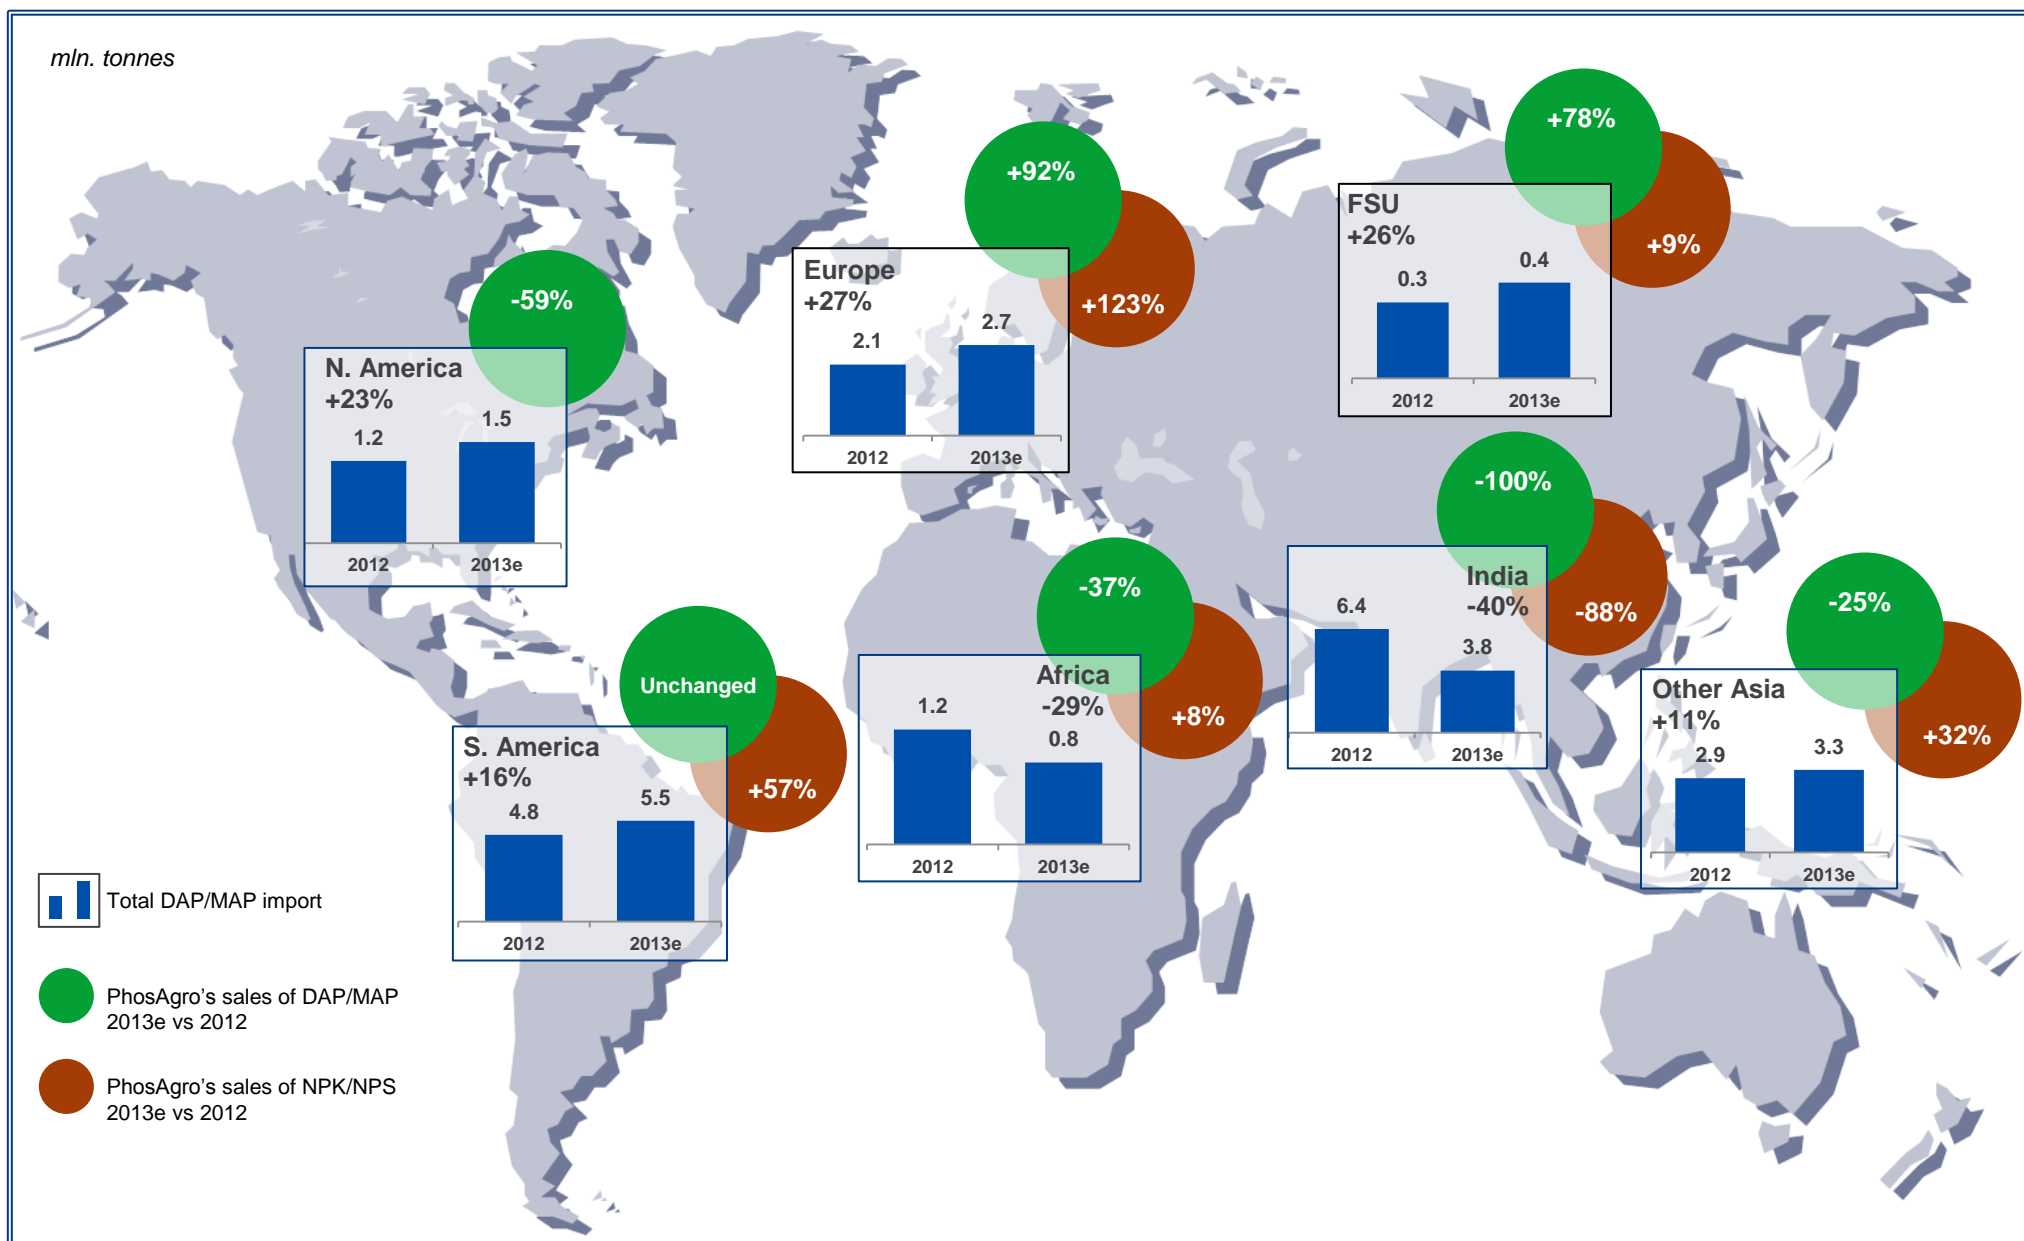 mln. tonnes
+78%
+9%
FSU
+26%
0.3
0.4
2012
2013e
+92%
+123%
Europe
+27%
2.1
2.7
2012
2013e
-59%
N. America
+23%
1.2
1.5
2012
2013e
-100%
-88%
India
-40%
6.4
3.8
2012
2013e
-37%
+8%
Africa
-29%
1.2
0.8
2012
2013e
-25%
+32%
Other Asia
+11%
2.9
3.3
2012
2013e
Unchanged
+57%
S. America
+16%
4.8
5.5
2012
2013e
Total DAP/MAP import
PhosAgro’s sales of DAP/MAP
2013e vs 2012
PhosAgro’s sales of NPK/NPS
2013e vs 2012